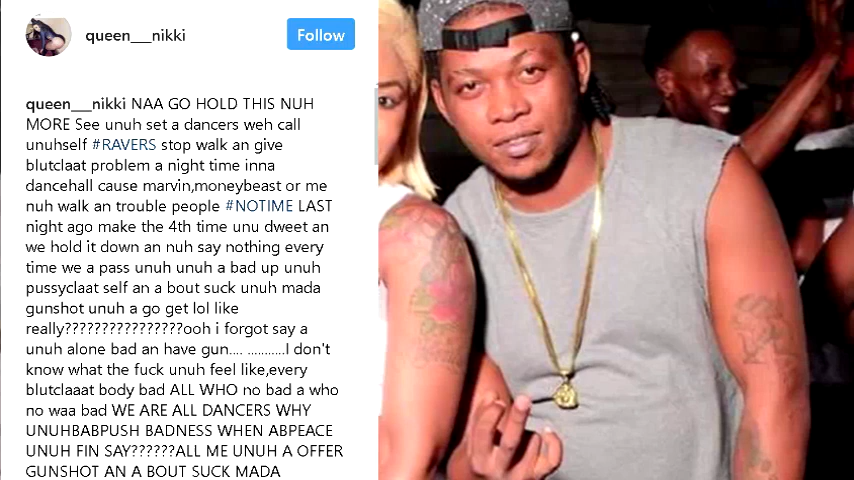 queen___nikki
Follow
queen___nikki NAA GO HOLD THIS NUH
MORE See unuh set a dancers weh call
unuhself #RAVERS stop walk an give
blutclaat problem a night time inna
dancehall cause marvin,moneybeast or me
nuh walk an trouble people #NOTIME LAST
night ago make the 4th time unu dweet an
we hold it down an nuh say nothing every
time we a pass unuh unuh a bad up unuh
pussyclaat self an a bout suck unuh mada
gunshot unuh a go get lol like
really????????????????ooh i forgot say a
unuh alone bad an have gun.... ...........I don't
know what the fuck unuh feel like,every
blutclaaat body bad ALL WHO no bad a who
no waa bad WE ARE ALL DANCERS WHY
UNUHBABPUSH BADNESS WHEN ABPEACE
UNUH FIN SAY??????ALL ME UNUH A OFFER
GUNSHOT AN A BOUT SUCK MADA